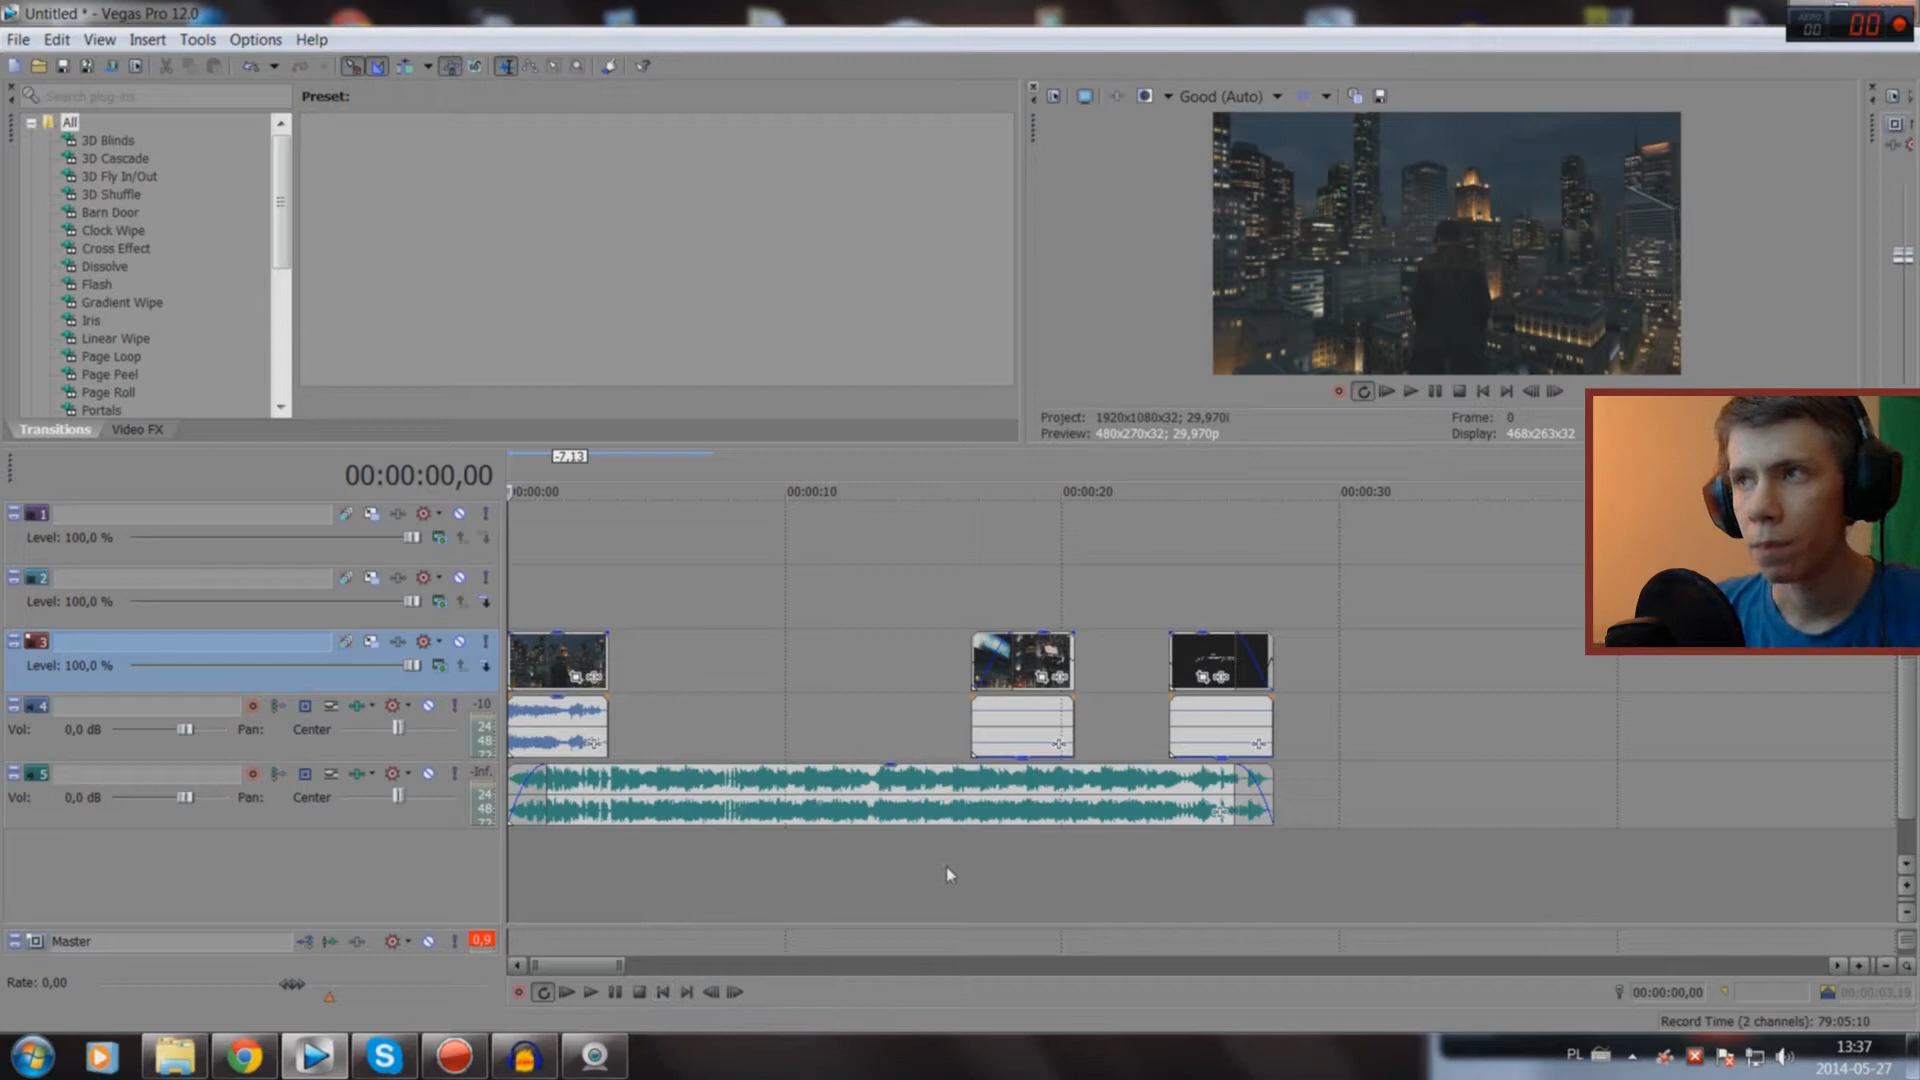 Untitled * - Vegas Pro 12.0
AERO
00
00
File Edit View Insert Tools Options Help
Search plug-ins
Preset:
Good (Auto)
All
3D Blinds
3D Cascade
3D Fly In/Out
3D Shuffle
Barn Door
Clock Wipe
Cross Effect
Dissolve
Flash
Gradient Wipe
Iris
Linear Wipe
Page Loop
Page Peel
Page Roll
Portals
Transitions Video FX
Project: 1920x1080x32; 29,970i
Frame: 0
Preview: 480x270x32; 29,970p
Display: 468x263x32
00:00:00,00
-7,13
00:00:10
00:00:20
00:00:30
1
Level: 100,0 %
2
Level: 100,0 %
3
Level: 100,0 %
4
-10
Vol: 0,0 dB Pan: Center
24
48
72
5
-Inf.
Vol: 0,0 dB Pan: Center
24
48
72
Master
0,9
Rate: 0,00
00:00:00,00
00:00:03,19
Record Time (2 channels): 79:05:10
PL
13:37
2014-05-27